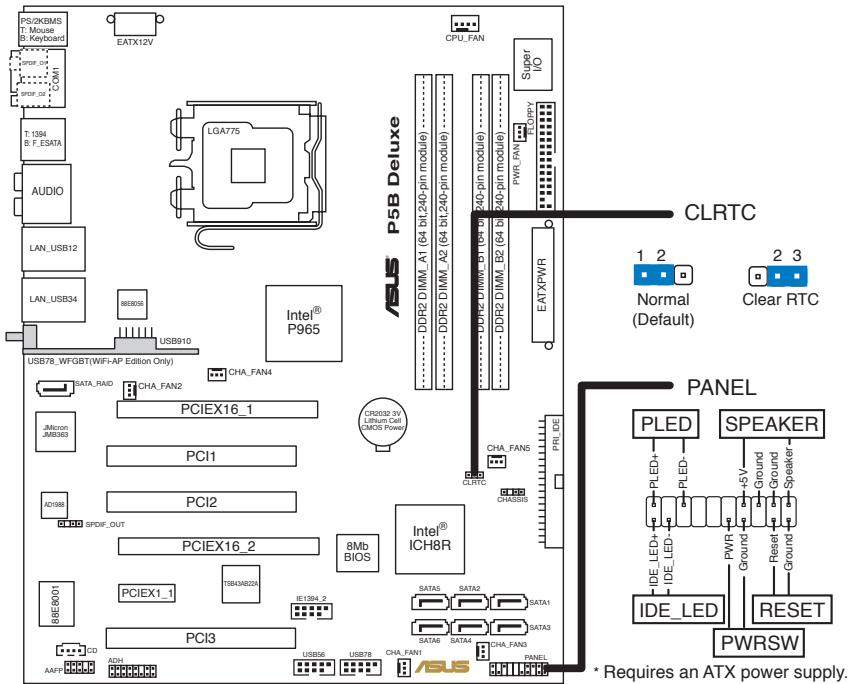 PS/2KBMS
T: Mouse
B: Keyboard
SPDIF_O1
SPDIF_O2
COM1
EATX12V
CPU_FAN
Super
I/O
T: 1394
B: F_ESATA
LGA775
AUDIO
LAN_USB12
LAN_USB34
88E8056
USB910
USB78_WFGBT(WiFi-AP Edition Only)
Intel®
P965
ASUS P5B Deluxe
DDR2 DIMM_A1 (64 bit,240-pin module)
DDR2 DIMM_A2 (64 bit,240-pin module)
DDR2 DIMM_B1 (64 bit,240-pin module)
DDR2 DIMM_B2 (64 bit,240-pin module)
PWR_FAN
FLOPPY
EATXPWR
CLRTC
1 2
Normal
(Default)
2 3
Clear RTC
SATA_RAID
CHA_FAN2
CHA_FAN4
PCIEX16_1
JMicron
JMB363
PCI1
CR2032 3V
Lithium Cell
CMOS Power
CHA_FAN5
CLRTC
CHASSIS
PRI_IDE
AD1988
SPDIF_OUT
PCI2
PCIEX16_2
8Mb
BIOS
Intel®
ICH8R
88E8001
PCIEX1_1
TSB43AB22A
IE1394_2
SATA5
SATA2
SATA1
SATA6
SATA4
SATA3
PCI3
CD
AAFP
ADH
USB56
USB78
CHA_FAN1
ASUS
CHA_FAN3
PANEL
PANEL
PLED
SPEAKER
PLED+
PLED-
+5V
Ground
Ground
Speaker
IDE_LED+
IDE_LED-
PWR
Ground
Reset
Ground
IDE_LED
RESET
PWRSW
* Requires an ATX power supply.